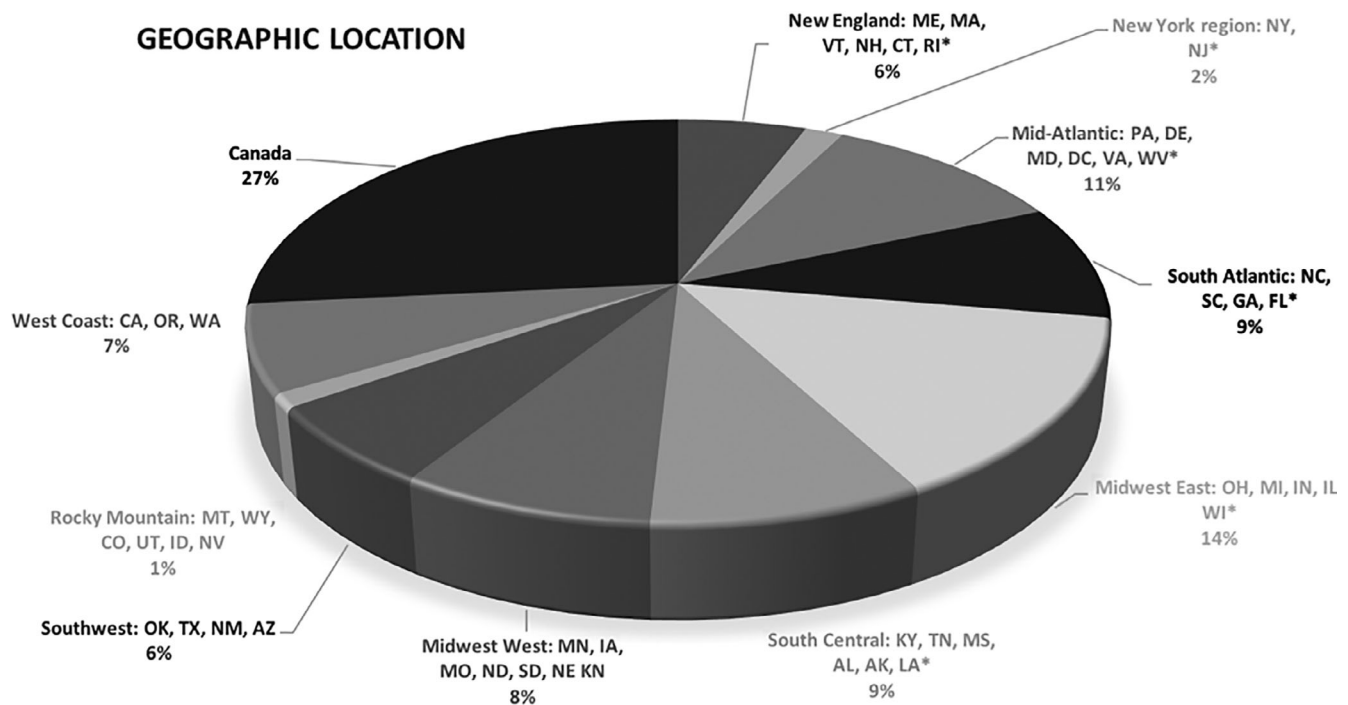 GEOGRAPHIC LOCATION
New England: ME, MA,
VT, NH, CT, RI*
6%
New York region: NY,
NJ*
2%
Mid-Atlantic: PA, DE,
MD, DC, VA, WV*
11%
South Atlantic: NC,
SC, GA, FL*
9%
Midwest East: OH, MI, IN, IL
WI*
14%
South Central: KY, TN, MS,
AL, AK, LA*
9%
Midwest West: MN, IA,
MO, ND, SD, NE KN
8%
Southwest: OK, TX, NM, AZ
6%
Rocky Mountain: MT, WY,
CO, UT, ID, NV
1%
West Coast: CA, OR, WA
7%
Canada
27%